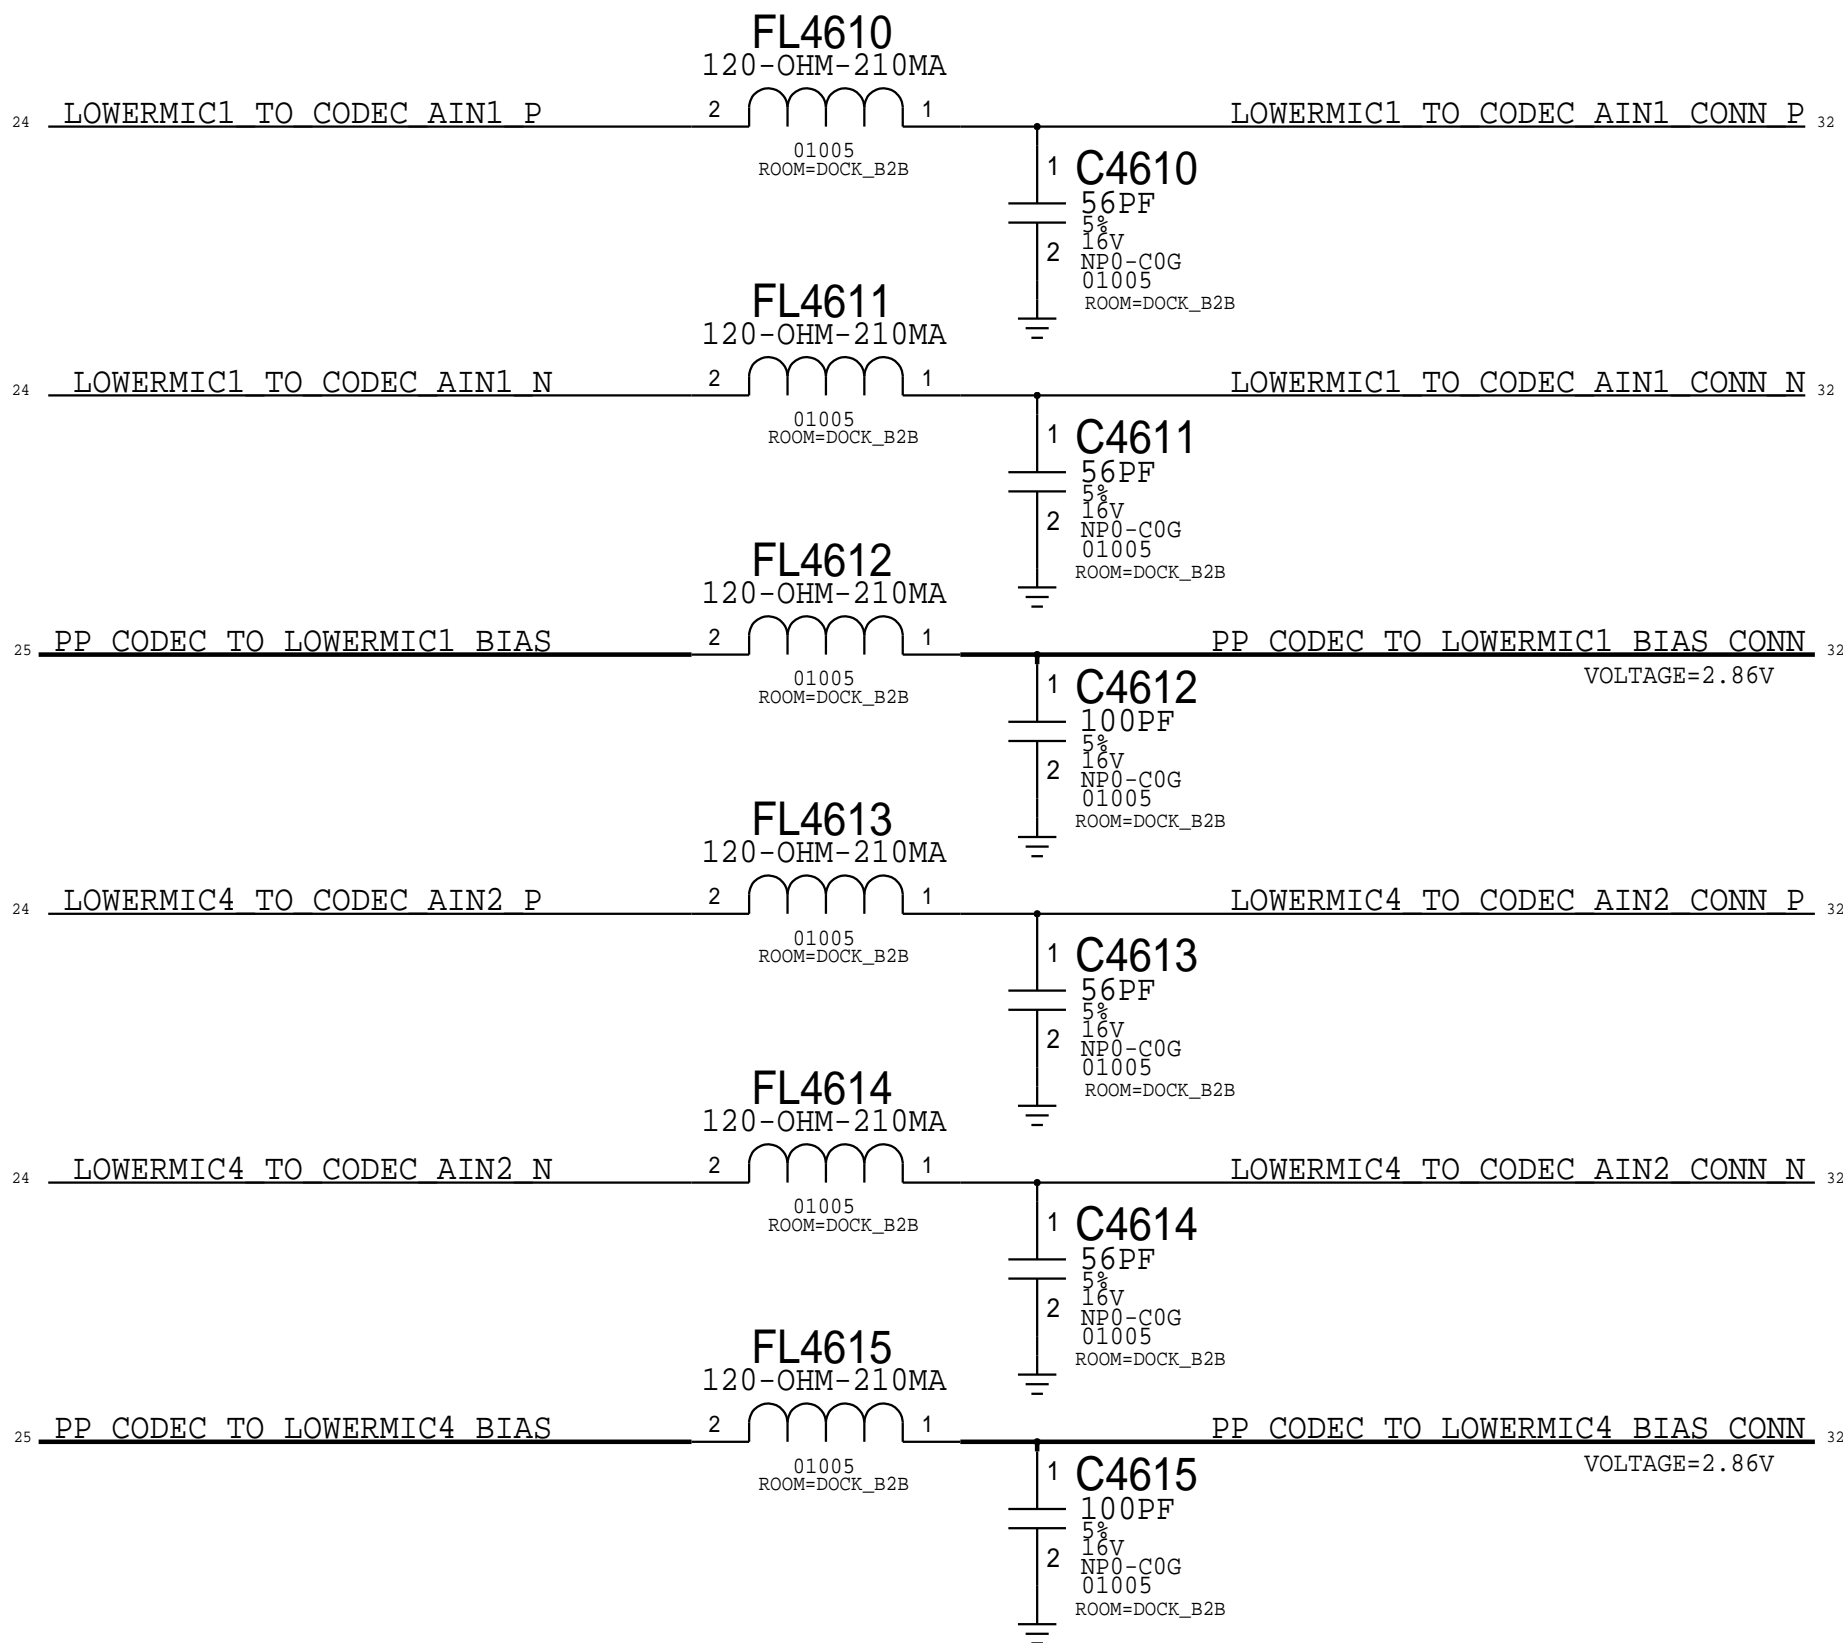 FL4610
120-OHM-210MA
24 LOWERMIC1_TO_CODEC_AIN1_P 2 1 LOWERMIC1_TO_CODEC_AIN1_CONN_P 32
01005
ROOM=DOCK_B2B
1 C4610
56PF
5%
16V
2 NP0-C0G
01005
ROOM=DOCK_B2B
FL4611
120-OHM-210MA
24 LOWERMIC1_TO_CODEC_AIN1_N 2 1 LOWERMIC1_TO_CODEC_AIN1_CONN_N 32
01005
ROOM=DOCK_B2B
1 C4611
56PF
5%
16V
2 NP0-C0G
01005
ROOM=DOCK_B2B
FL4612
120-OHM-210MA
25 PP_CODEC_TO_LOWERMIC1_BIAS 2 1 PP_CODEC_TO_LOWERMIC1_BIAS_CONN 32
VOLTAGE=2.86V
01005
ROOM=DOCK_B2B
1 C4612
100PF
5%
16V
2 NP0-C0G
01005
ROOM=DOCK_B2B
FL4613
120-OHM-210MA
24 LOWERMIC4_TO_CODEC_AIN2_P 2 1 LOWERMIC4_TO_CODEC_AIN2_CONN_P 32
01005
ROOM=DOCK_B2B
1 C4613
56PF
5%
16V
2 NP0-C0G
01005
ROOM=DOCK_B2B
FL4614
120-OHM-210MA
24 LOWERMIC4_TO_CODEC_AIN2_N 2 1 LOWERMIC4_TO_CODEC_AIN2_CONN_N 32
01005
ROOM=DOCK_B2B
1 C4614
56PF
5%
16V
2 NP0-C0G
01005
ROOM=DOCK_B2B
FL4615
120-OHM-210MA
25 PP_CODEC_TO_LOWERMIC4_BIAS 2 1 PP_CODEC_TO_LOWERMIC4_BIAS_CONN 32
VOLTAGE=2.86V
01005
ROOM=DOCK_B2B
1 C4615
100PF
5%
16V
2 NP0-C0G
01005
ROOM=DOCK_B2B